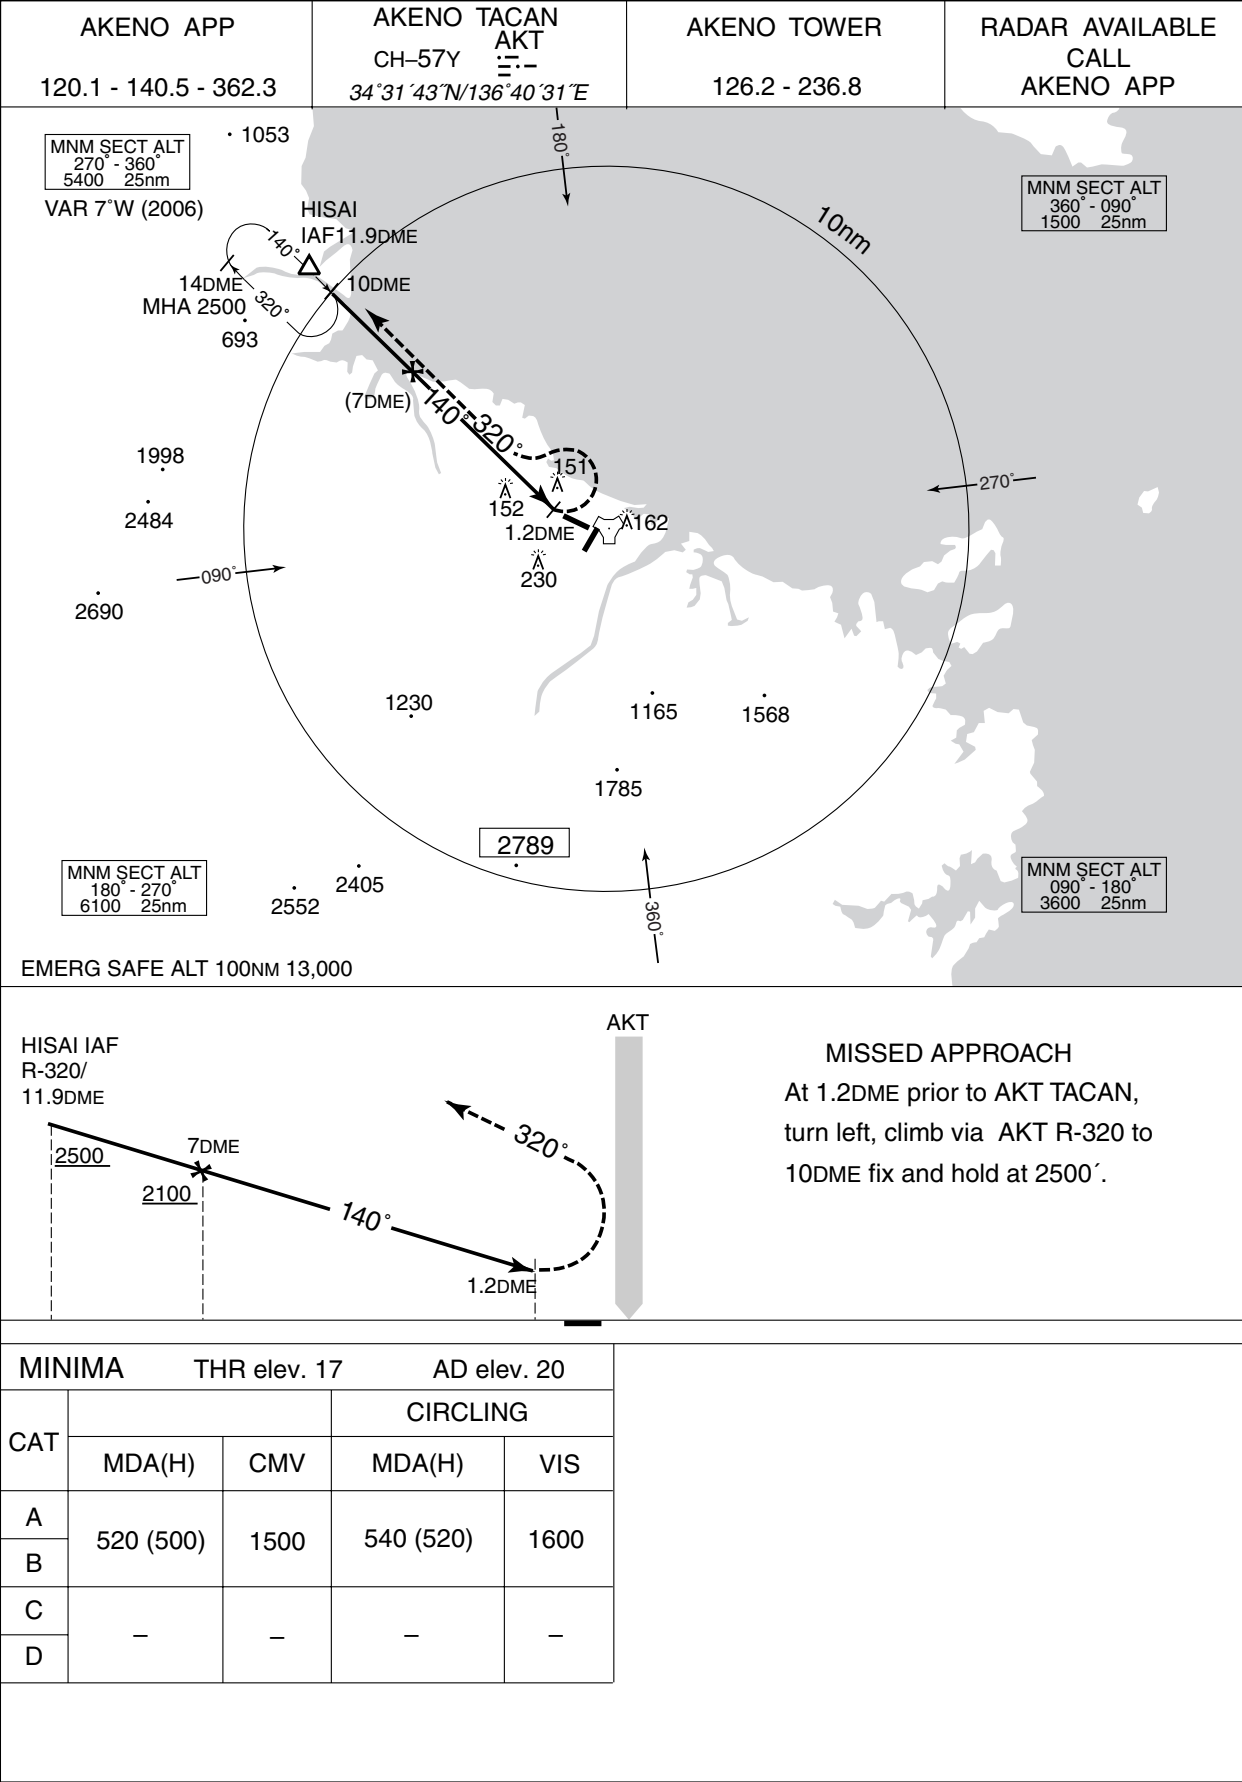 AKENO APP
120.1 - 140.5 - 362.3
AKENO TACAN
AKT
CH–57Y
34°31´43˝N/136°40´31˝E
AKENO TOWER
126.2 - 236.8
RADAR AVAILABLE
CALL
AKENO APP
1053
180°
MNM SECT ALT
270° - 360°
5400 25nm
VAR 7°W (2006)
MNM SECT ALT
360° - 090°
1500 25nm
HISAI
IAF11.9DME
10nm
140°
14DME
10DME
MHA 2500
320°
693
(7DME)
140°
320°
1998
151
270°
2484
152
162
1.2DME
230
090°
2690
1230
1165
1568
1785
2789
MNM SECT ALT
180° - 270°
6100 25nm
2405
2552
360°
MNM SECT ALT
090° - 180°
3600 25nm
EMERG SAFE ALT 100NM 13,000
AKT
HISAI IAF
R-320/
11.9DME
2500
7DME
2100
140°
320°
1.2DME
MISSED APPROACH
At 1.2DME prior to AKT TACAN,
turn left, climb via AKT R-320 to
10DME fix and hold at 2500´.
MINIMA THR elev. 17 AD elev. 20
CAT CIRCLING
MDA(H) CMV MDA(H) VIS
A
520 (500) 1500 540 (520) 1600
B
C
– – – –
D